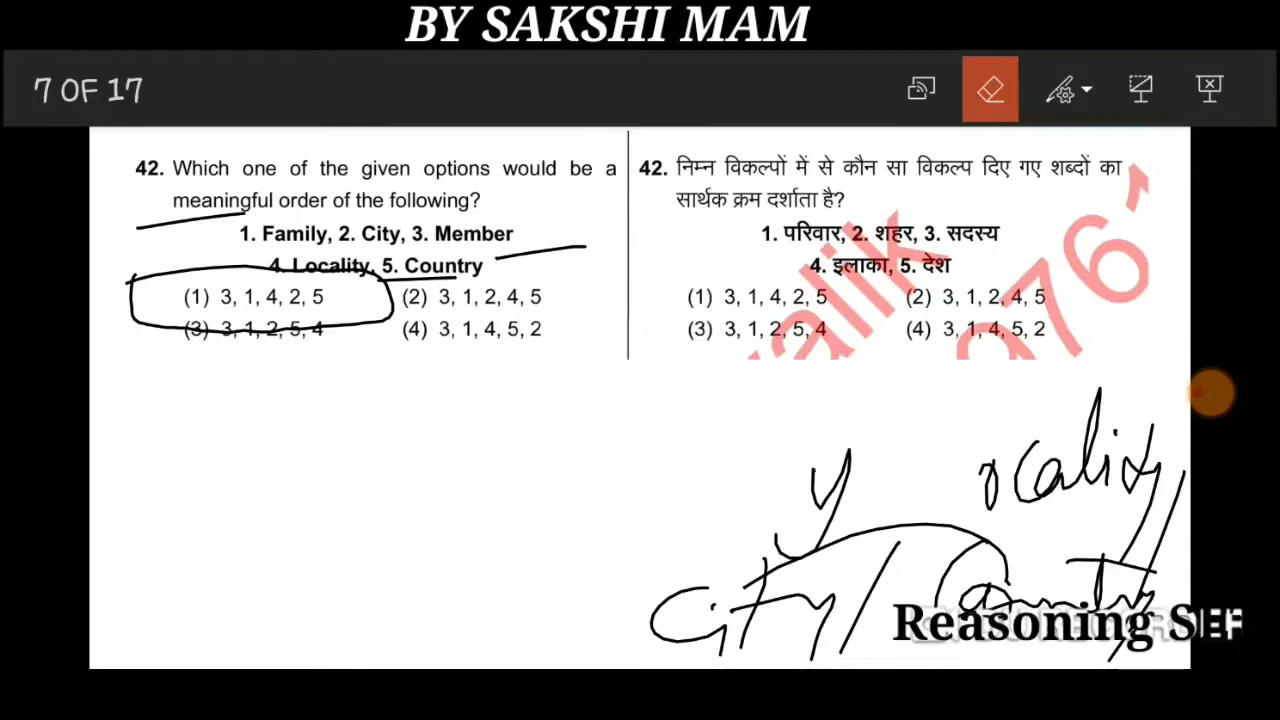 BY SAKSHI MAM
7 OF 17
42. Which one of the given options would be a
meaningful order of the following?
1. Family, 2. City, 3. Member
4. Locality, 5. Country
(1) 3, 1, 4, 2, 5 (2) 3, 1, 2, 4, 5
(3) 3, 1, 2, 5, 4 (4) 3, 1, 4, 5, 2
42. निम्न विकल्पों में से कौन सा विकल्प दिए गए शब्दों का
सार्थक क्रम दर्शाता है?
1. परिवार, 2. शहर, 3. सदस्य
4. इलाका, 5. देश
(1) 3, 1, 4, 2, 5 (2) 3, 1, 2, 4, 5
(3) 3, 1, 2, 5, 4 (4) 3, 1, 4, 5, 2
y ocality
City Country
Reasoning S